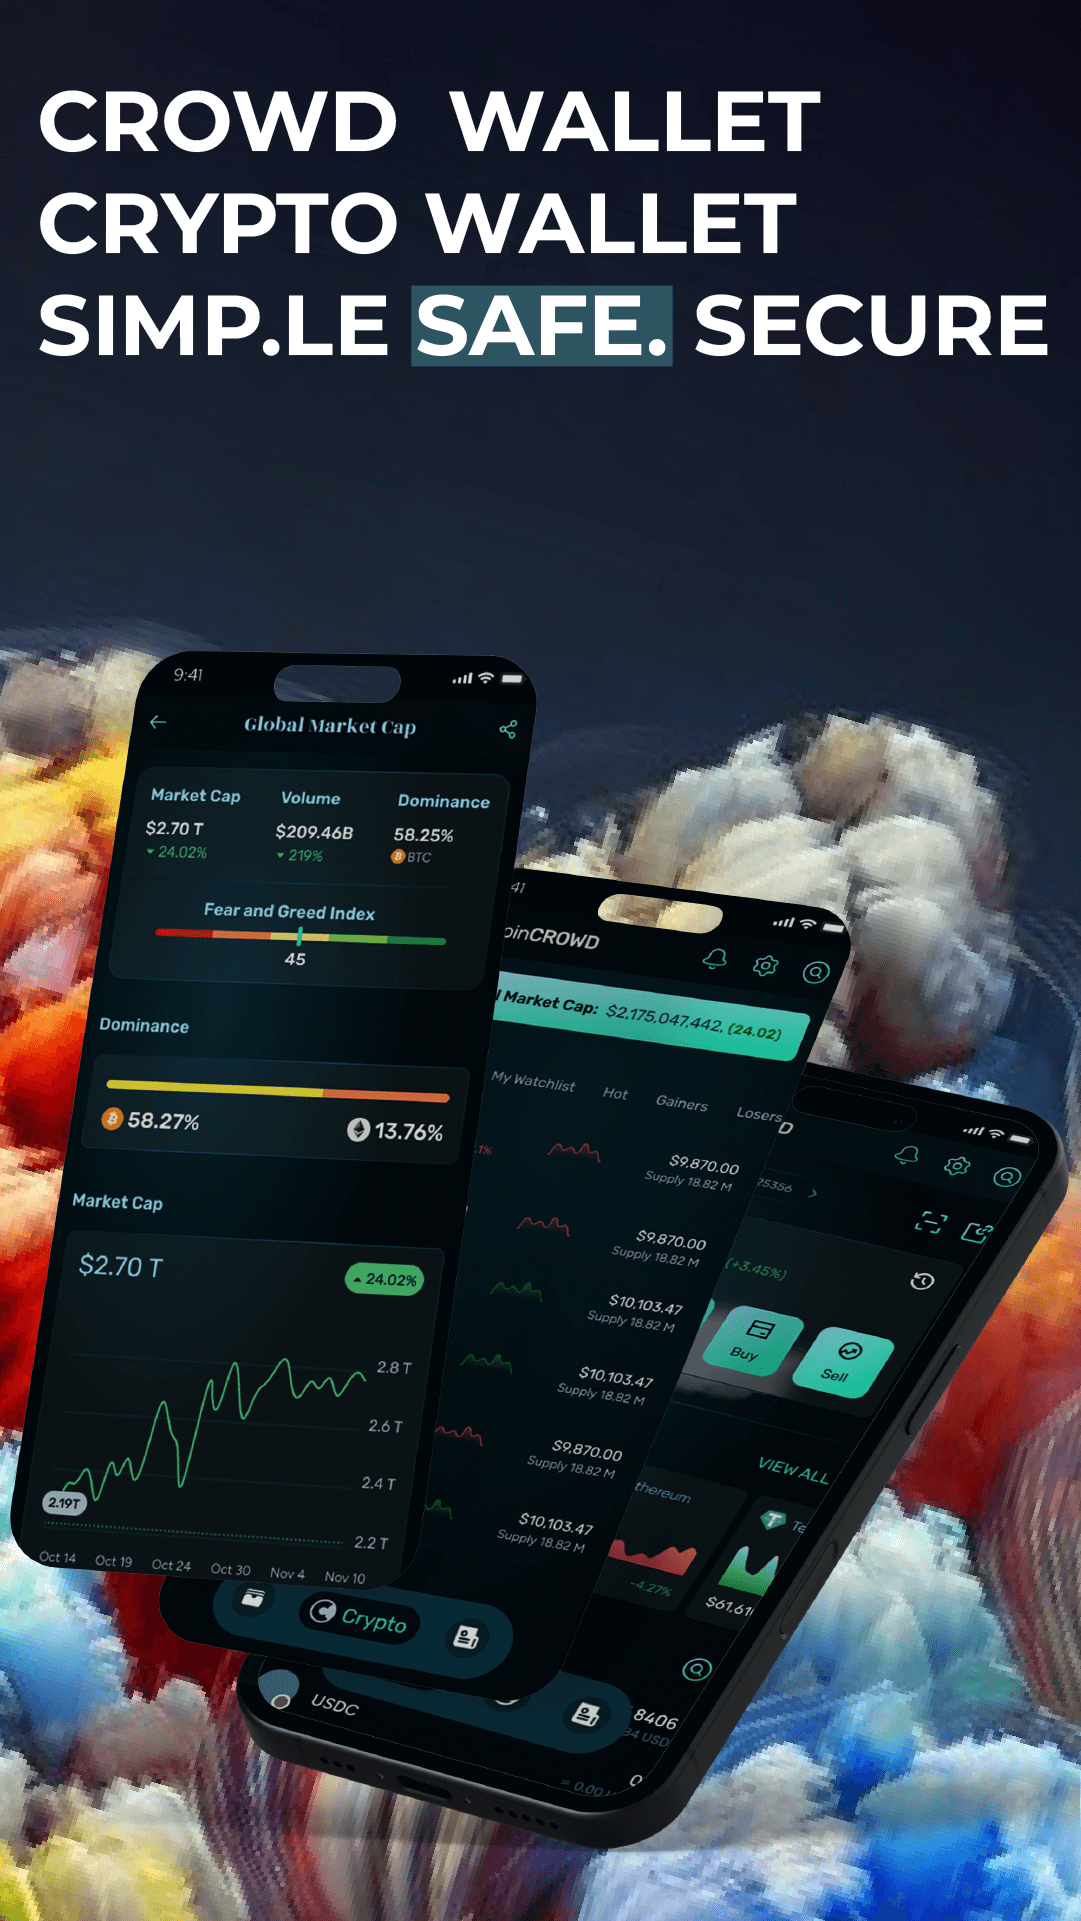 CROWD WALLET
CRYPTO WALLET
SIMP.LE SAFE. SECURE
9:41
Global Market Cap
Market Cap Volume Dominance
$2.70 T $209.46B 58.25%
24.02% 219% BTC
Fear and Greed Index
45
Dominance
58.27% 13.76%
Market Cap
$2.70 T 24.02%
2.8 T
2.6 T
2.4 T
2.19T
2.2 T
Oct 14 Oct 19 Oct 24 Oct 30 Nov 4 Nov 10
41
oinCROWD
l Market Cap: $2,175,047,442, (24.02)
My Watchlist Hot Gainers Losers
.1% $9,870.00
Supply 18.82 M
$9,870.00
Supply 18.82 M
$10,103.47
Supply 18.82 M
$10,103.47
Supply 18.82 M
$9,870.00
Supply 18.82 M
$10,103.47
Supply 18.82 M
Crypto
D
25356
(+3.45%)
Buy Sell
VIEW ALL
thereum Te
-4.27% $61,61
USDC 8406
34 USD
0
= 0.00